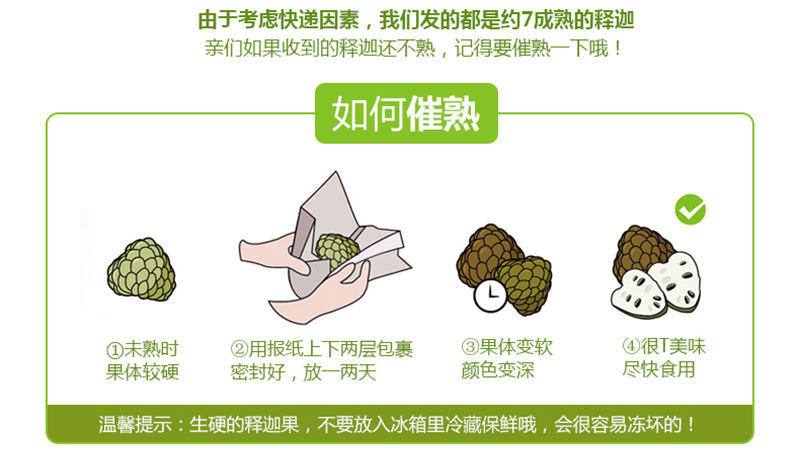 由于考虑快递因素，我们发的都是约7成熟的释迦
亲们如果收到的释迦还不熟，记得要催熟一下哦！
如何催熟
①未熟时
果体较硬
②用报纸上下两层包裹
密封好，放一两天
③果体变软
颜色变深
④很T美味
尽快食用
温馨提示：生硬的释迦果，不要放入冰箱里冷藏保鲜哦，会很容易冻坏的！